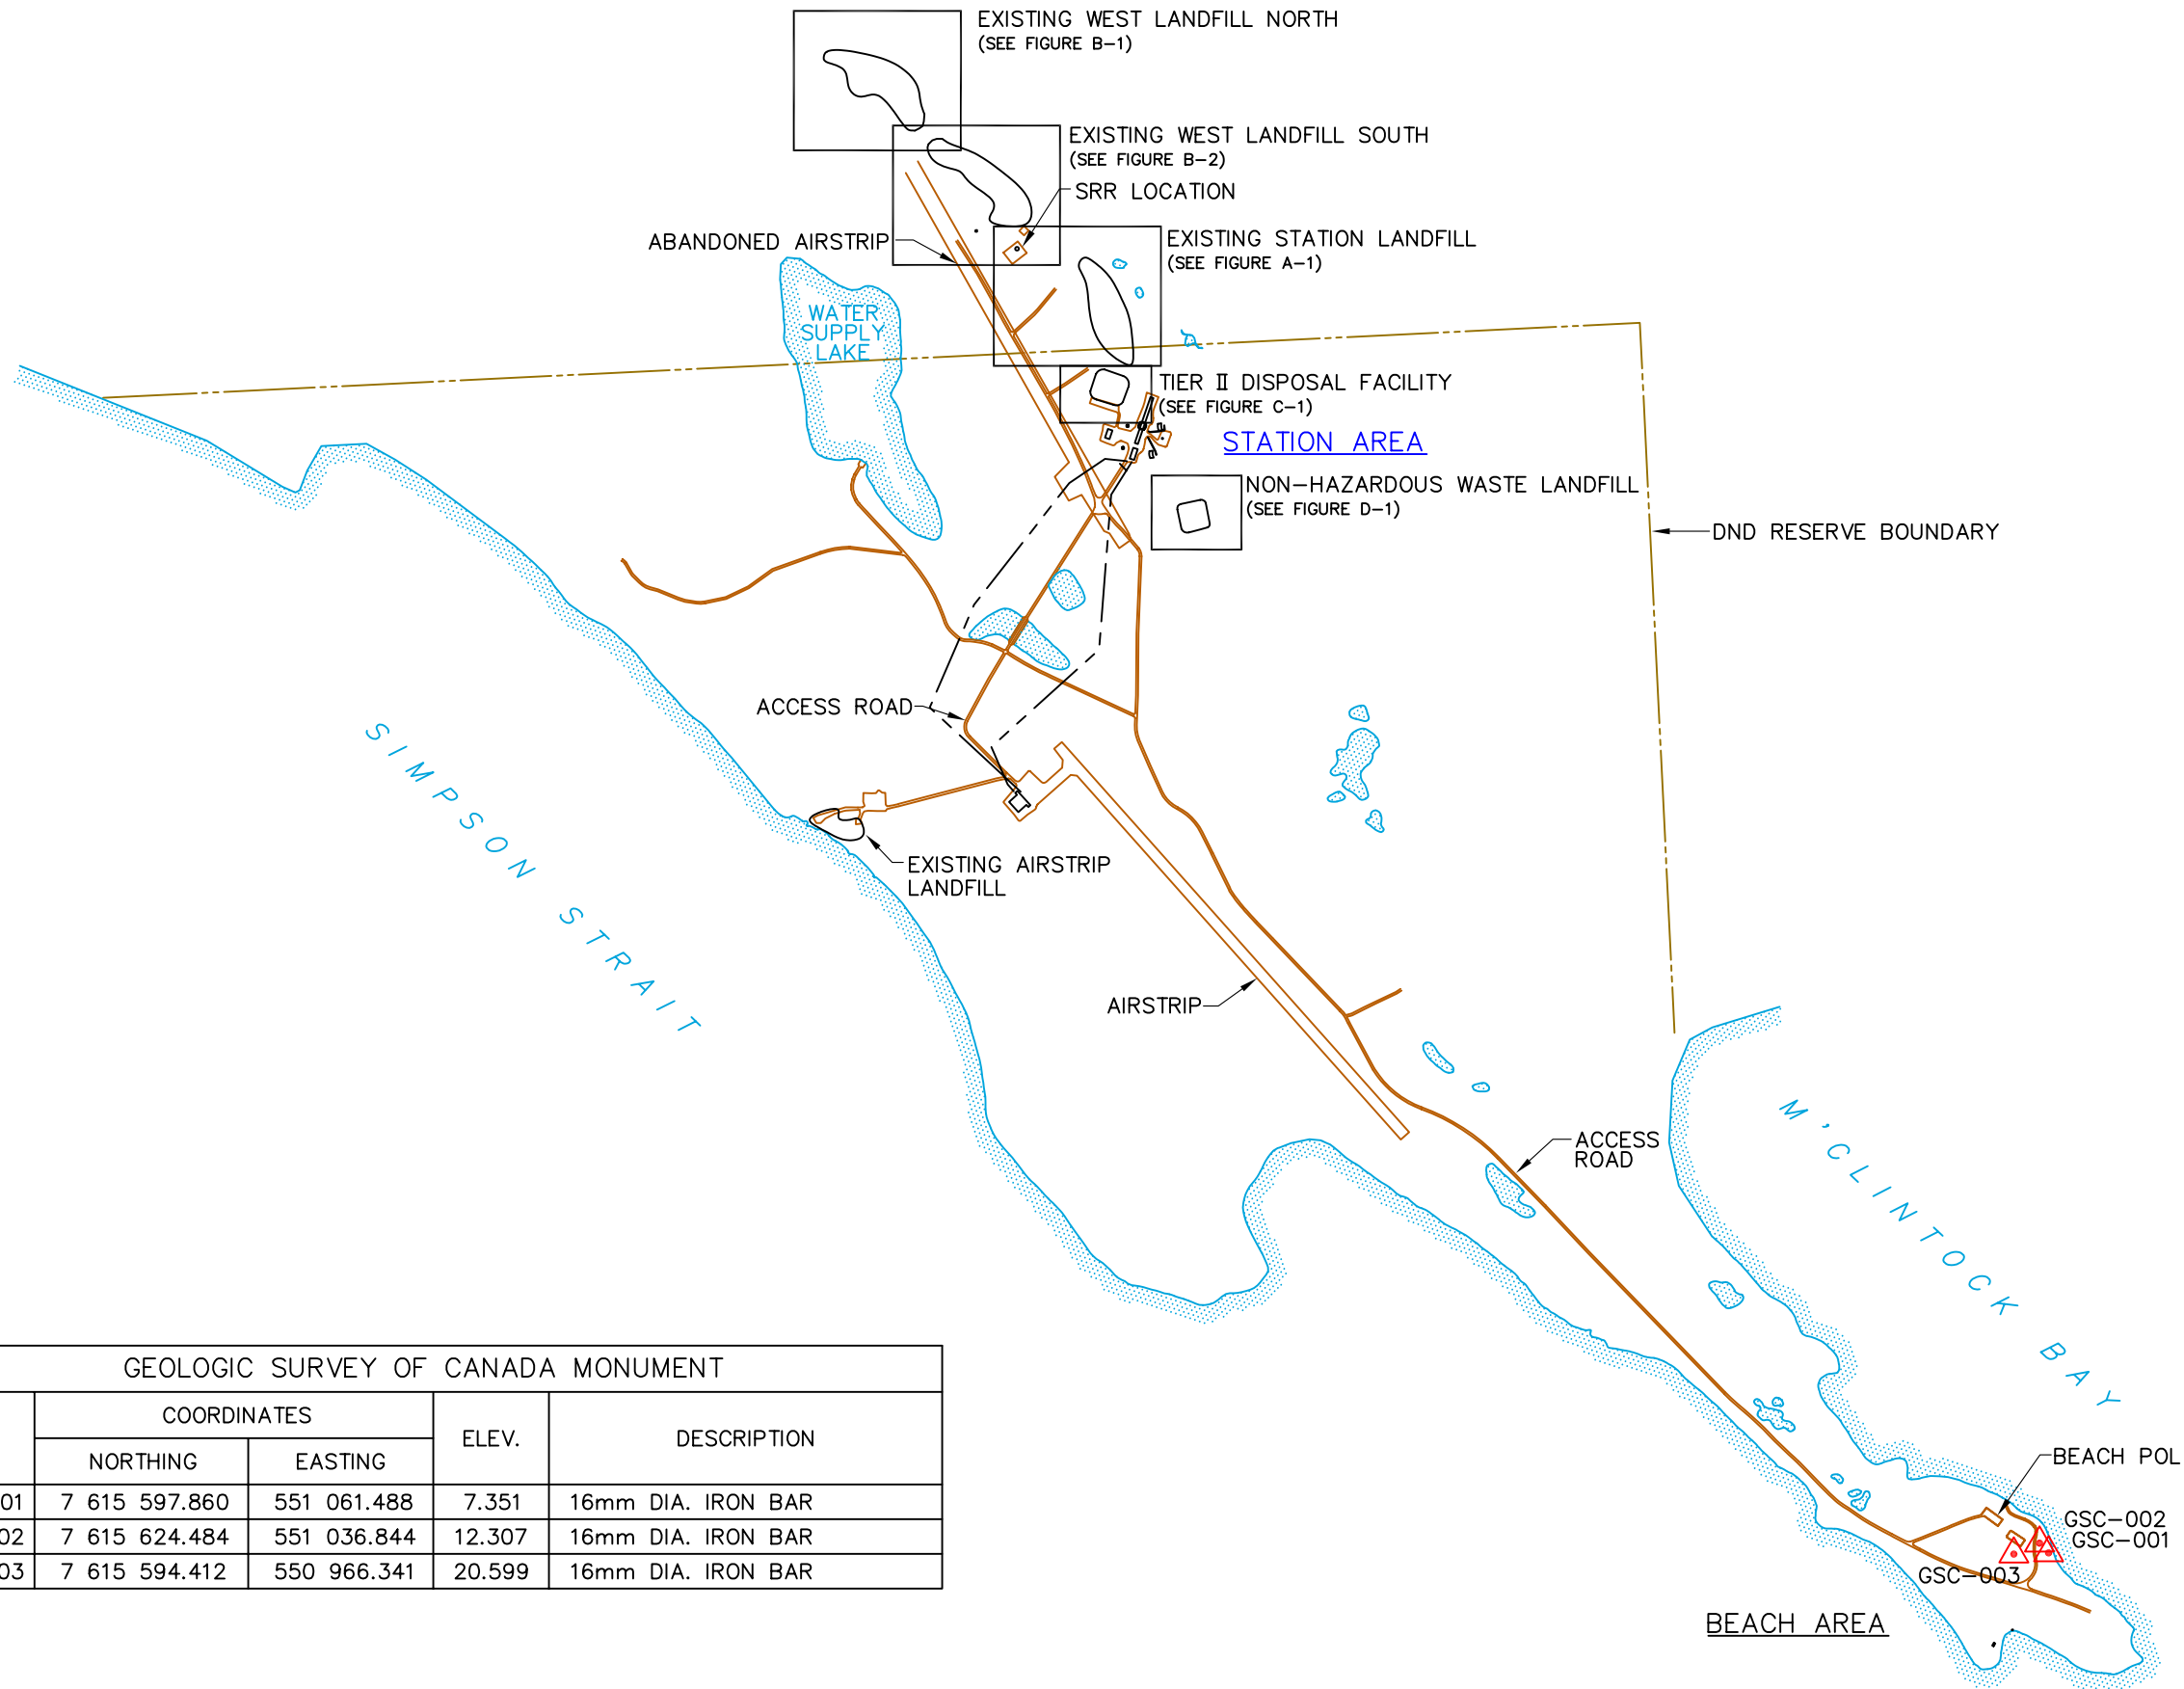 EXISTING WEST LANDFILL NORTH
(SEE FIGURE B-1)
EXISTING WEST LANDFILL SOUTH
(SEE FIGURE B-2)
SRR LOCATION
ABANDONED AIRSTRIP
EXISTING STATION LANDFILL
(SEE FIGURE A-1)
WATER
SUPPLY
LAKE
TIER II DISPOSAL FACILITY
(SEE FIGURE C-1)
STATION AREA
NON-HAZARDOUS WASTE LANDFILL
(SEE FIGURE D-1)
DND RESERVE BOUNDARY
ACCESS ROAD
SIMPSON STRAIT
EXISTING AIRSTRIP
LANDFILL
AIRSTRIP
ACCESS
ROAD
M'CLINTOCK BAY
BEACH POL
GSC-002
GSC-001
GSC-003
BEACH AREA
GEOLOGIC SURVEY OF CANADA MONUMENT
COORDINATES
ELEV.
DESCRIPTION
NORTHING
EASTING
01 7 615 597.860 551 061.488 7.351 16mm DIA. IRON BAR
02 7 615 624.484 551 036.844 12.307 16mm DIA. IRON BAR
03 7 615 594.412 550 966.341 20.599 16mm DIA. IRON BAR